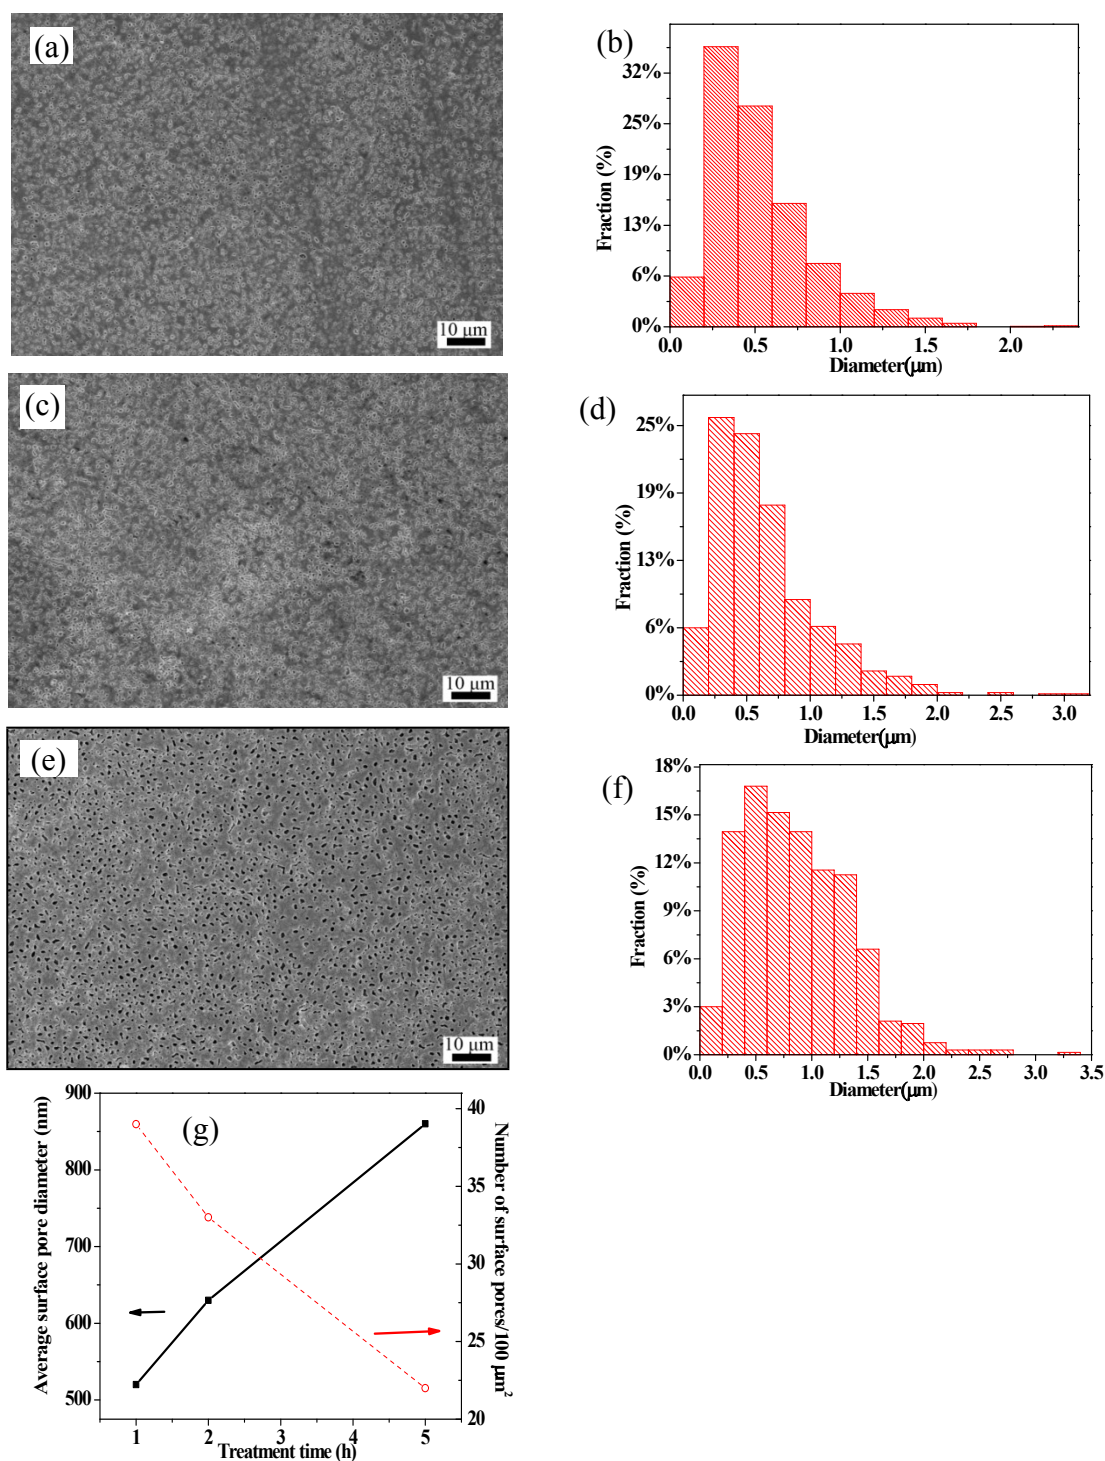 (a)
10 μm
(b)
32%
25%
19%
13%
6%
0%
Fraction (%)
0.0 0.5 1.0 1.5 2.0
Diameter(μm)
(c)
10 μm
(d)
25%
19%
13%
6%
0%
Fraction (%)
0.0 0.5 1.0 1.5 2.0 2.5 3.0
Diameter(μm)
(e)
10 μm
(f)
18%
15%
12%
9%
6%
3%
0%
Fraction (%)
0.0 0.5 1.0 1.5 2.0 2.5 3.0 3.5
Diameter(μm)
(g)
900
800
700
600
500
Average surface pore diameter (nm)
40
35
30
25
20
Number of surface pores/100 μm²
1 2 3 4 5
Treatment time (h)